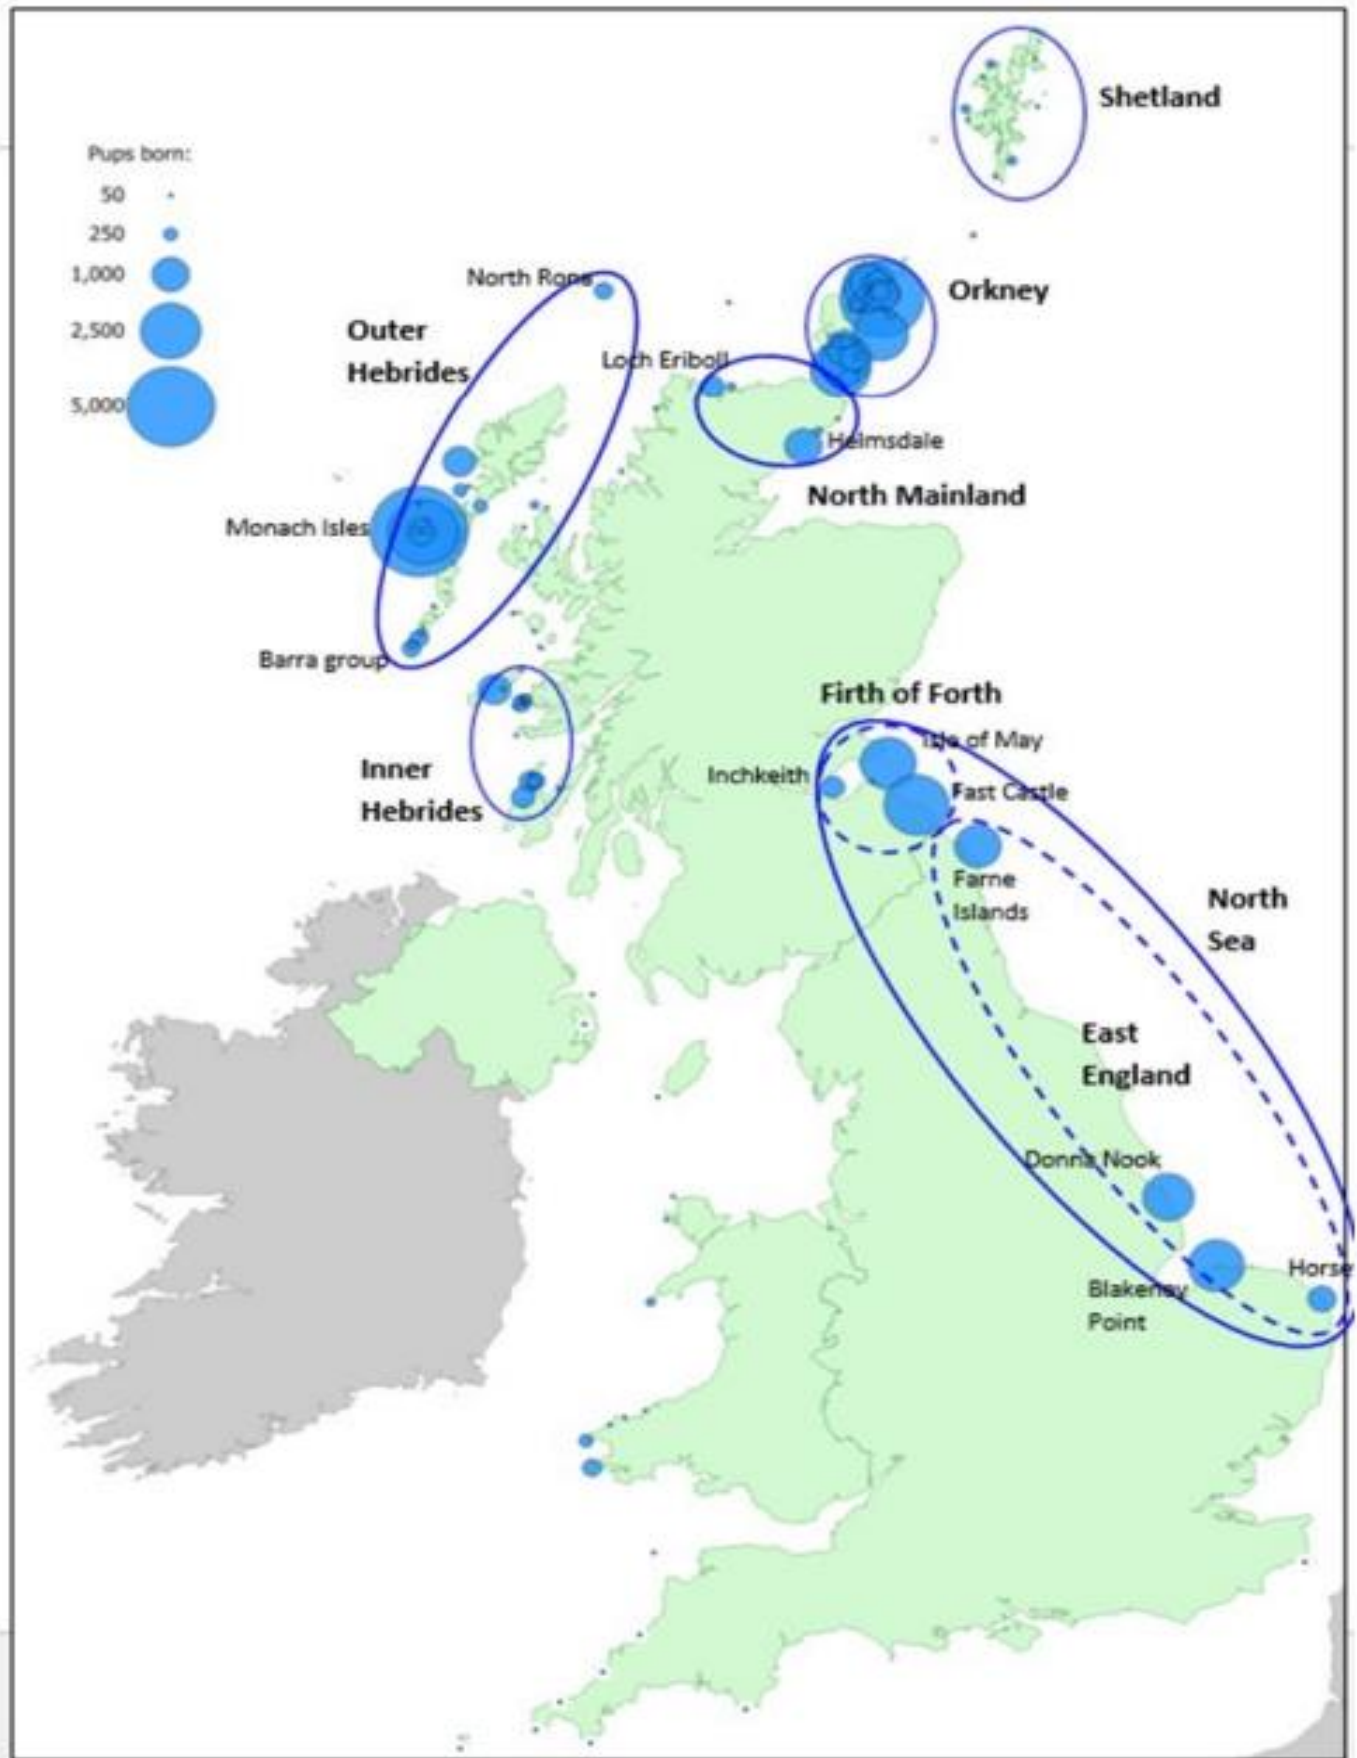 Shetland
Pups born:
50
250
1,000
2,500
5,000
North Rona
Orkney
Outer
Hebrides
Loch Eriboll
Helmsdale
North Mainland
Monach Isles
Barra group
Firth of Forth
Isle of May
Inchkeith
Fast Castle
Inner
Hebrides
Farne
Islands
North
Sea
East
England
Donna Nook
Horse
Blakeney
Point